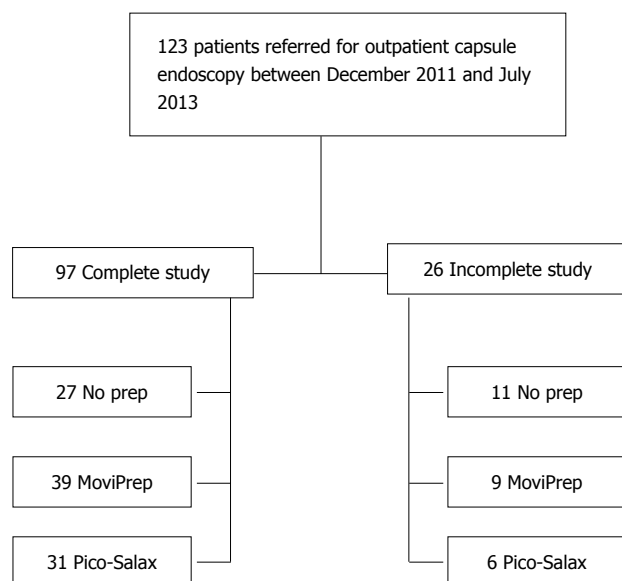 123 patients referred for outpatient capsule
endoscopy between December 2011 and July
2013
97 Complete study
26 Incomplete study
27 No prep
11 No prep
39 MoviPrep
9 MoviPrep
31 Pico-Salax
6 Pico-Salax